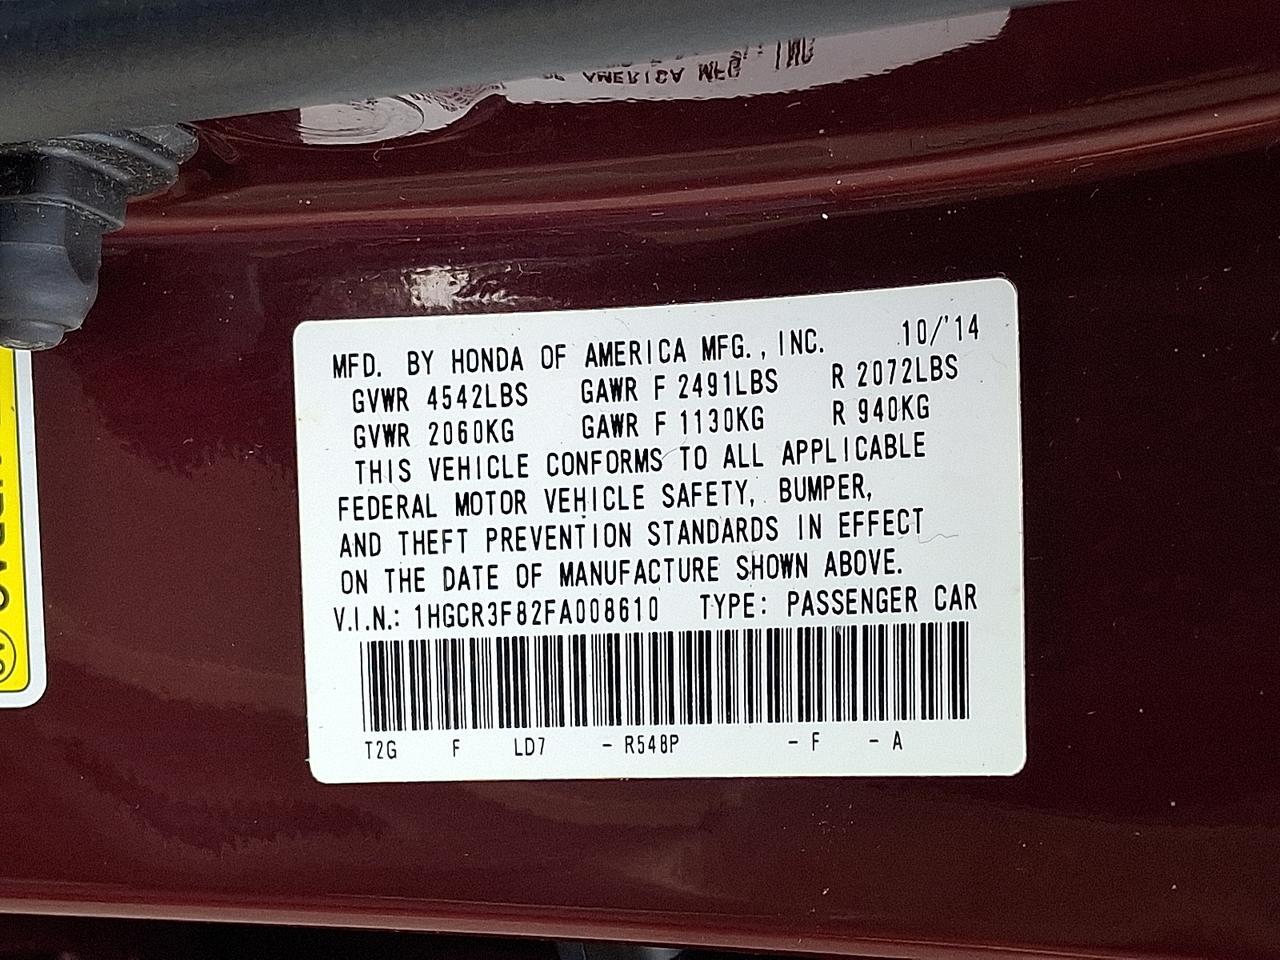 MFD. BY HONDA OF AMERICA MFG., INC. 10/'14
GVWR 4542LBS GAWR F 2491LBS R 2072LBS
GVWR 2060KG GAWR F 1130KG R 940KG
THIS VEHICLE CONFORMS TO ALL APPLICABLE
FEDERAL MOTOR VEHICLE SAFETY, BUMPER,
AND THEFT PREVENTION STANDARDS IN EFFECT
ON THE DATE OF MANUFACTURE SHOWN ABOVE.
V.I.N.: 1HGCR3F82FA008610 TYPE: PASSENGER CAR
T2G F LD7 - R548P - F - A